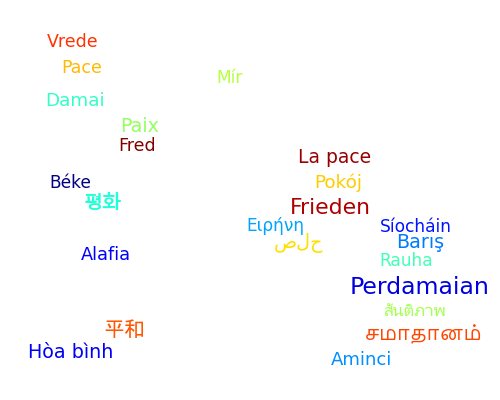 Vrede
Pace
Mír
Damai
Paix
Fred
La pace
Béke
Pokój
평화
Frieden
Ειρήνη
Síocháin
صلح
Barış
Alafia
Rauha
Perdamaian
สันติภาพ
平和
சமாதானம்
Hòa bình
Aminci